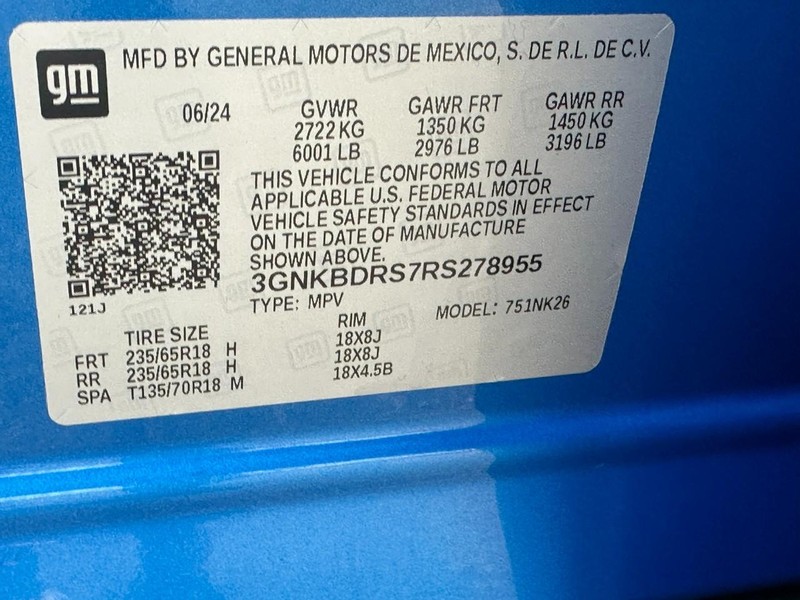 gm MFD BY GENERAL MOTORS DE MEXICO, S. DE R.L. DE C.V.
06/24 GVWR GAWR FRT GAWR RR
2722 KG 1350 KG 1450 KG
6001 LB 2976 LB 3196 LB
THIS VEHICLE CONFORMS TO ALL
APPLICABLE U.S. FEDERAL MOTOR
VEHICLE SAFETY STANDARDS IN EFFECT
ON THE DATE OF MANUFACTURE
SHOWN ABOVE.
3GNKBDRS7RS278955
121J TYPE: MPV MODEL: 751NK26
TIRE SIZE RIM
FRT 235/65R18 H 18X8J
RR 235/65R18 H 18X8J
SPA T135/70R18 M 18X4.5B